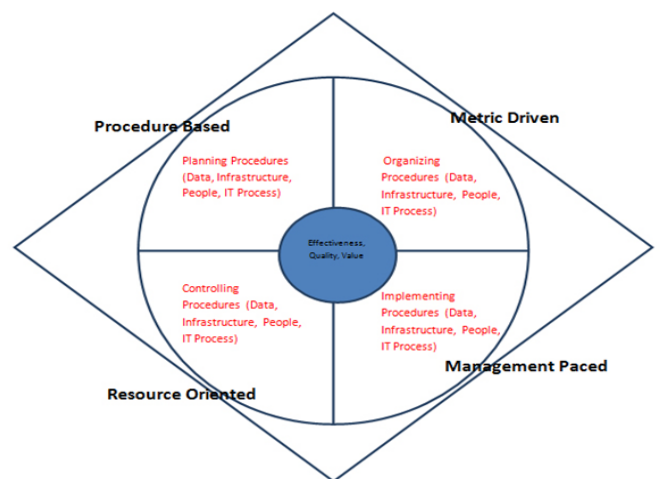 Procedure Based
Metric Driven
Planning Procedures
(Data, Infrastructure,
People, IT Process)
Organizing
Procedures (Data,
Infrastructure, People,
IT Process)
Effectiveness,
Quality, Value
Controlling
Procedures (Data,
Infrastructure, People,
IT Process)
Implementing
Procedures (Data,
Infrastructure, People,
IT Process)
Resource Oriented
Management Paced